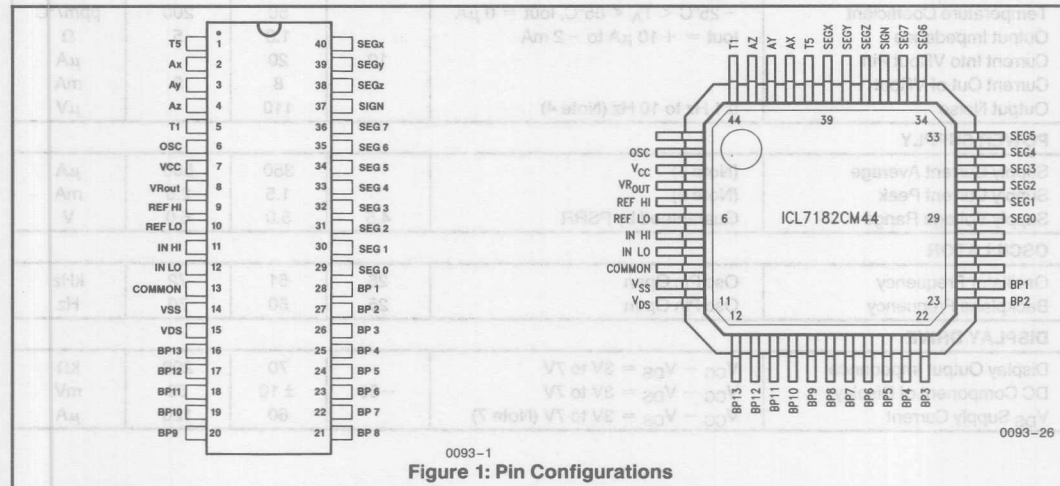 T5 1 40 SEGx
Ax 2 39 SEGy
Ay 3 38 SEGz
Az 4 37 SIGN
T1 5 36 SEG 7
OSC 6 35 SEG 6
VCC 7 34 SEG 5
VRout 8 33 SEG 4
REF HI 9 32 SEG 3
REF LO 10 31 SEG 2
IN HI 11 30 SEG 1
IN LO 12 29 SEG 0
COMMON 13 28 BP 1
VSS 14 27 BP 2
VDS 15 26 BP 3
BP13 16 25 BP 4
BP12 17 24 BP 5
BP11 18 23 BP 6
BP10 19 22 BP 7
BP9 20 21 BP 8
0093-1
T1 AZ AY AX T5 SEGX SEGY SEGZ SIGN SEG7 SEG6
44 39 34
33 SEG5
OSC SEG4
VCC SEG3
VROUT SEG2
REF HI SEG1
REF LO 6 ICL7182CM44 29 SEG0
IN HI
IN LO
COMMON
VSS BP1
VDS 11 23 BP2
12 22
BP13 BP12 BP11 BP10 BP9 BP8 BP7 BP6 BP5 BP4 BP3
0093-26
Figure 1: Pin Configurations